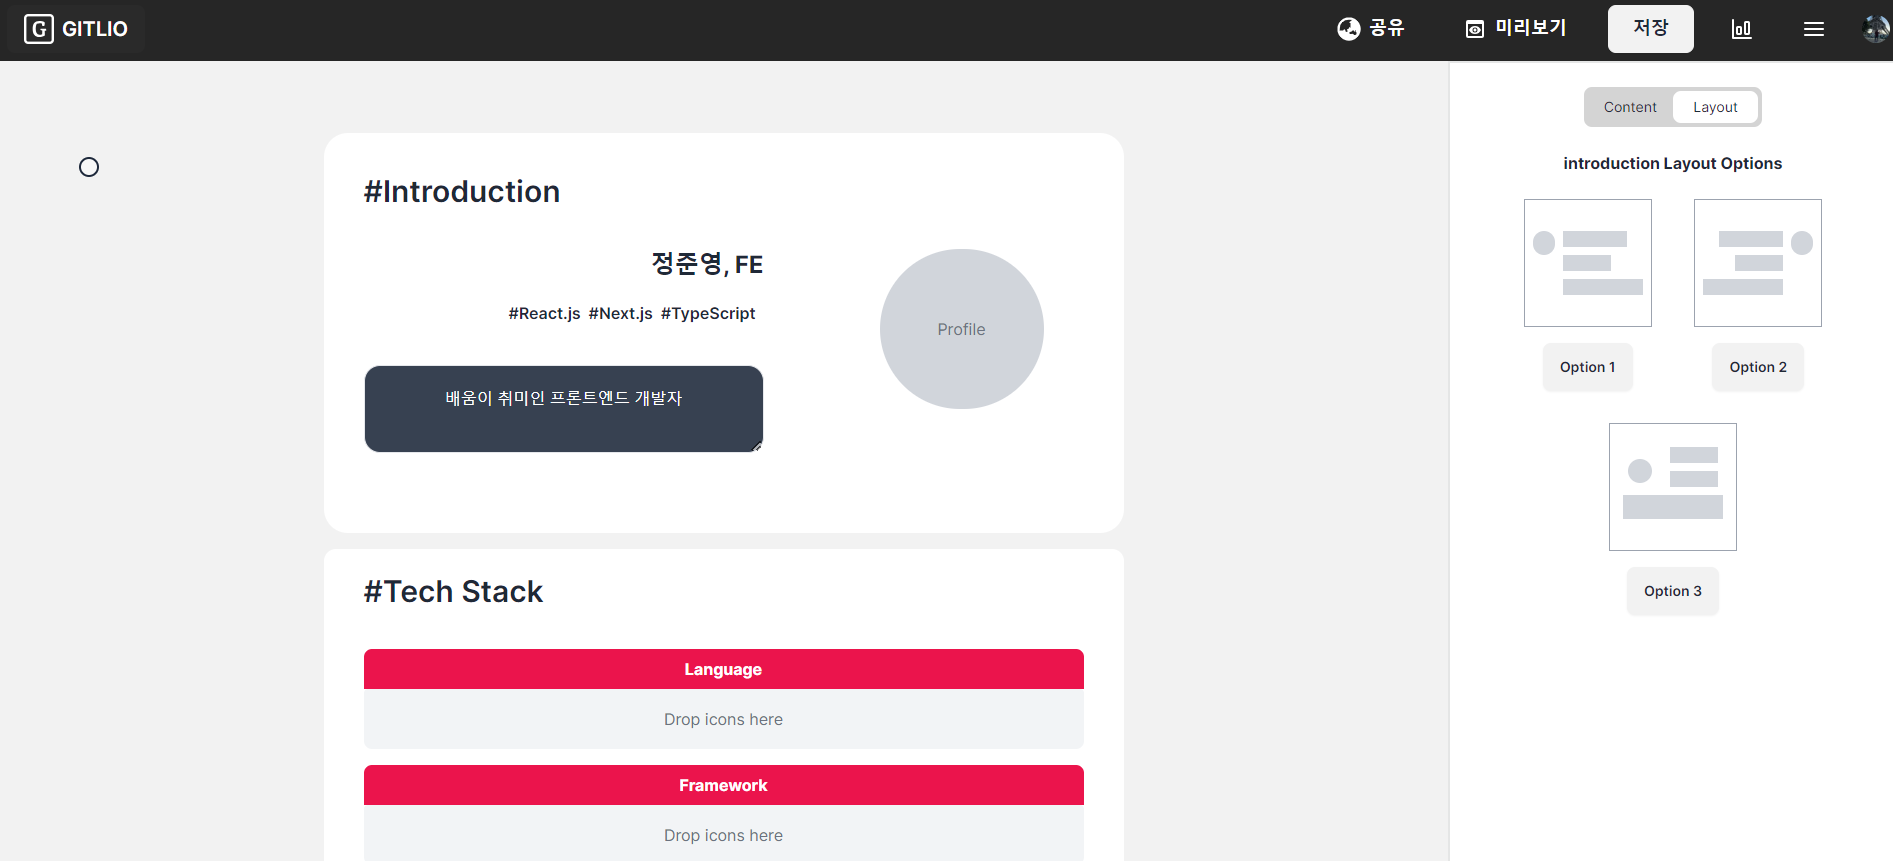 G GITLIO
공유
미리보기
저장
Content
Layout
introduction Layout Options
Option 1
Option 2
Option 3
#Introduction
정준영, FE
#React.js #Next.js #TypeScript
배움이 취미인 프론트엔드 개발자
Profile
#Tech Stack
Language
Drop icons here
Framework
Drop icons here